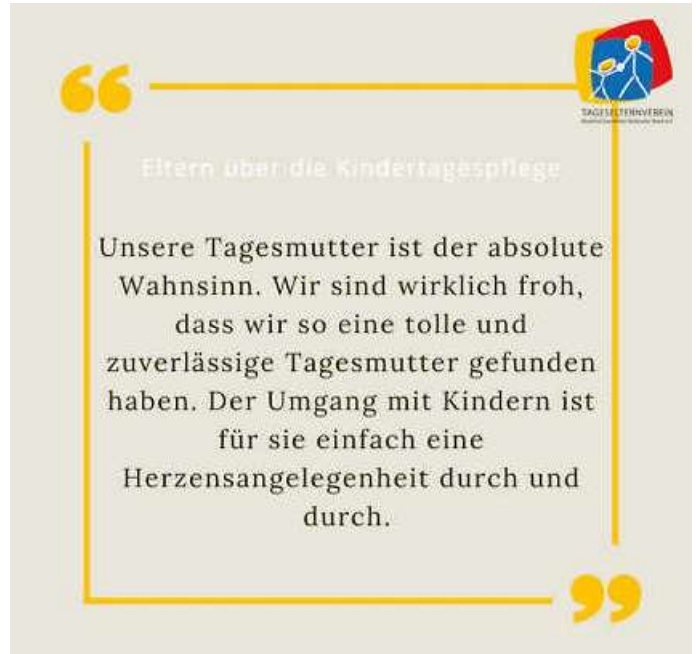 TAGESELTERNVEREIN
Eltern über die Kindertagespflege
Unsere Tagesmutter ist der absolute
Wahnsinn. Wir sind wirklich froh,
dass wir so eine tolle und
zuverlässige Tagesmutter gefunden
haben. Der Umgang mit Kindern ist
für sie einfach eine
Herzensangelegenheit durch und
durch.